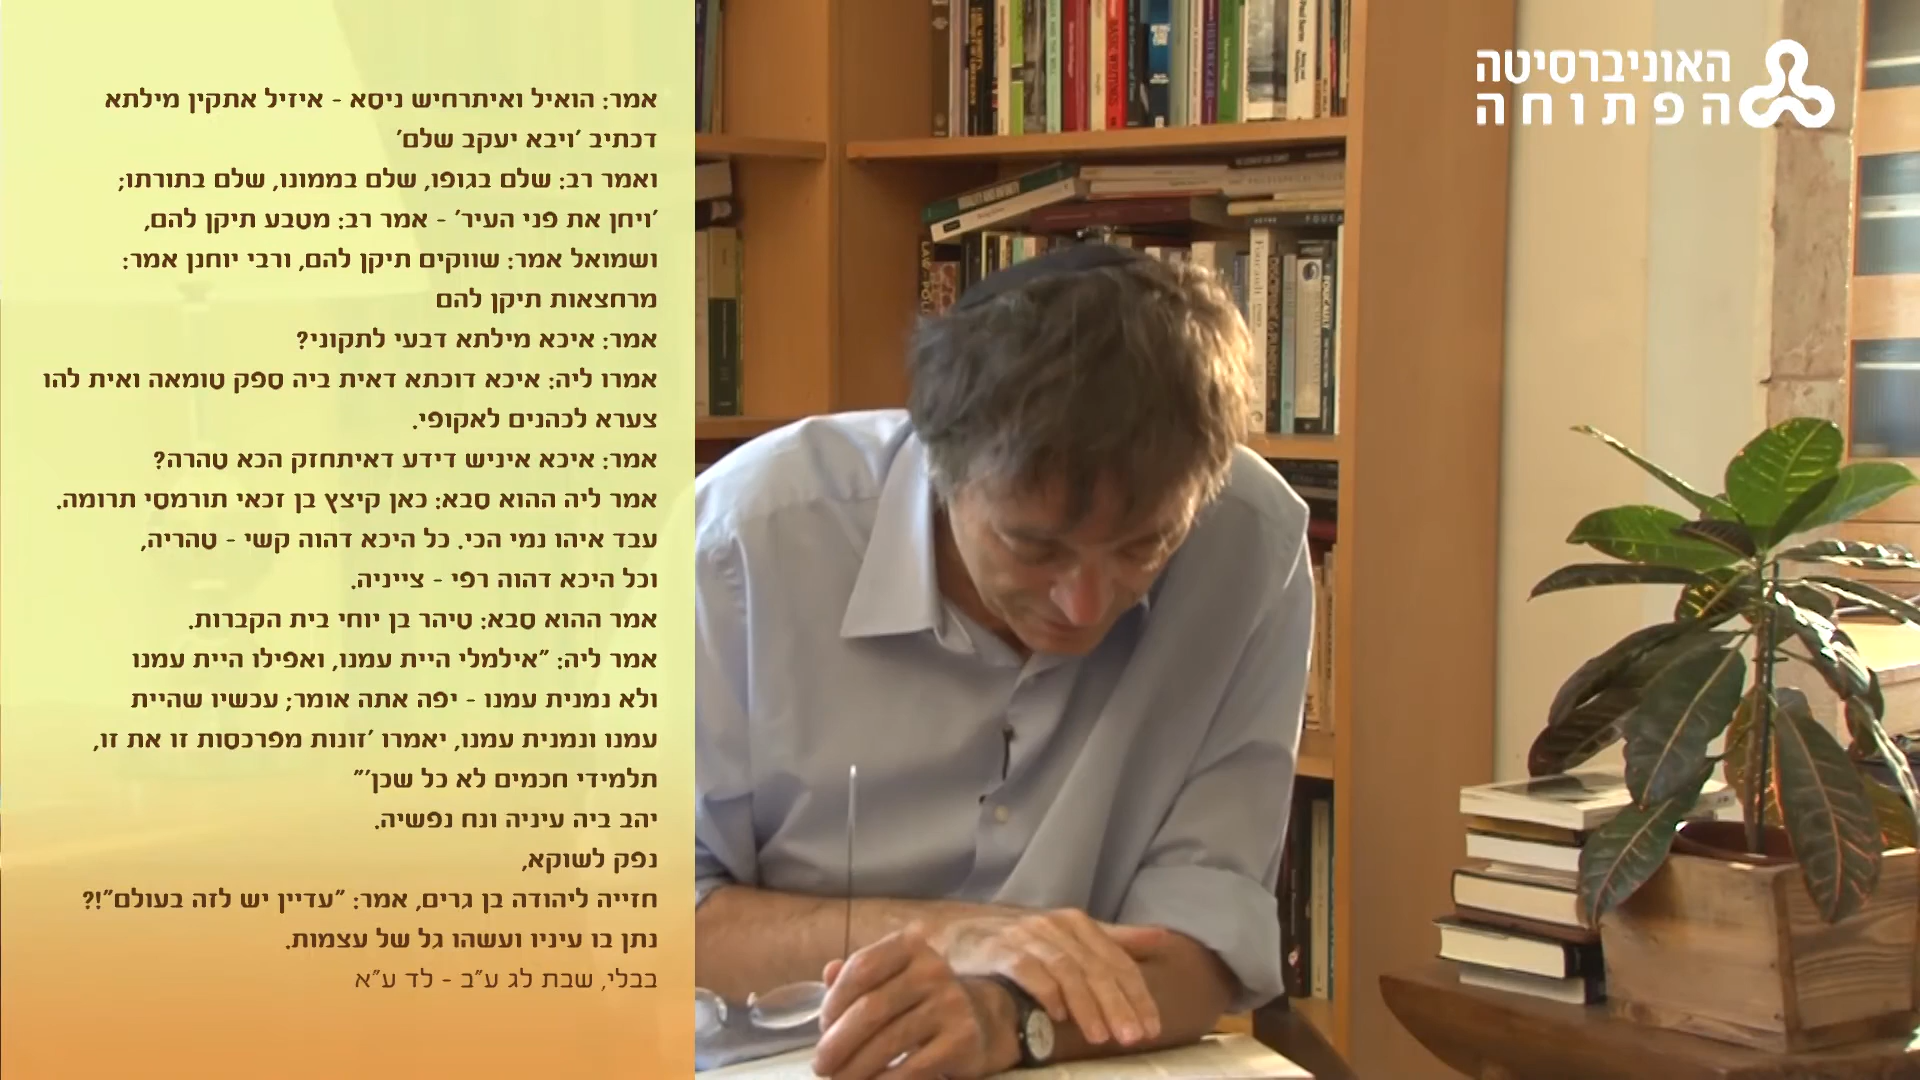 אמר: הואיל ואיתרחיש ניסא - איזיל אתקין מילתא
דכתיב 'ויבא יעקב שלם'
ואמר רב: שלם בגופו, שלם בממונו, שלם בתורתו;
'ויחן את פני העיר' - אמר רב: מטבע תיקן להם,
ושמואל אמר: שווקים תיקן להם, ורבי יוחנן אמר:
מרחצאות תיקן להם
אמר: איכא מילתא דבעי לתקוני?
אמרו ליה: איכא דוכתא דאית ביה ספק טומאה ואית להו
צערא לכהנים לאקופי.
אמר: איכא איניש דידע דאיתחזק הכא טהרה?
אמר ליה ההוא סבא: כאן קיצץ בן זכאי תורמסי תרומה.
עבד איהו נמי הכי. כל היכא דהוה קשי - טהריה,
וכל היכא דהוה רפי - צייניה.
אמר ההוא סבא: טיהר בן יוחי בית הקברות.
אמר ליה: "אילמלי היית עמנו, ואפילו היית עמנו
ולא נמנית עמנו - יפה אתה אומר; עכשיו שהיית
עמנו ונמנית עמנו, יאמרו 'זונות מפרכסות זו את זו,
תלמידי חכמים לא כל שכן'"
יהב ביה עיניה ונח נפשיה.
נפק לשוקא,
חזייה ליהודה בן גרים, אמר: "עדיין יש לזה בעולם"!?
נתן בו עיניו ועשהו גל של עצמות.
בבלי, שבת לג ע"ב - לד ע"א
האוניברסיטה
הפתוחה
BASIC WRITINGS
FOUCAULT